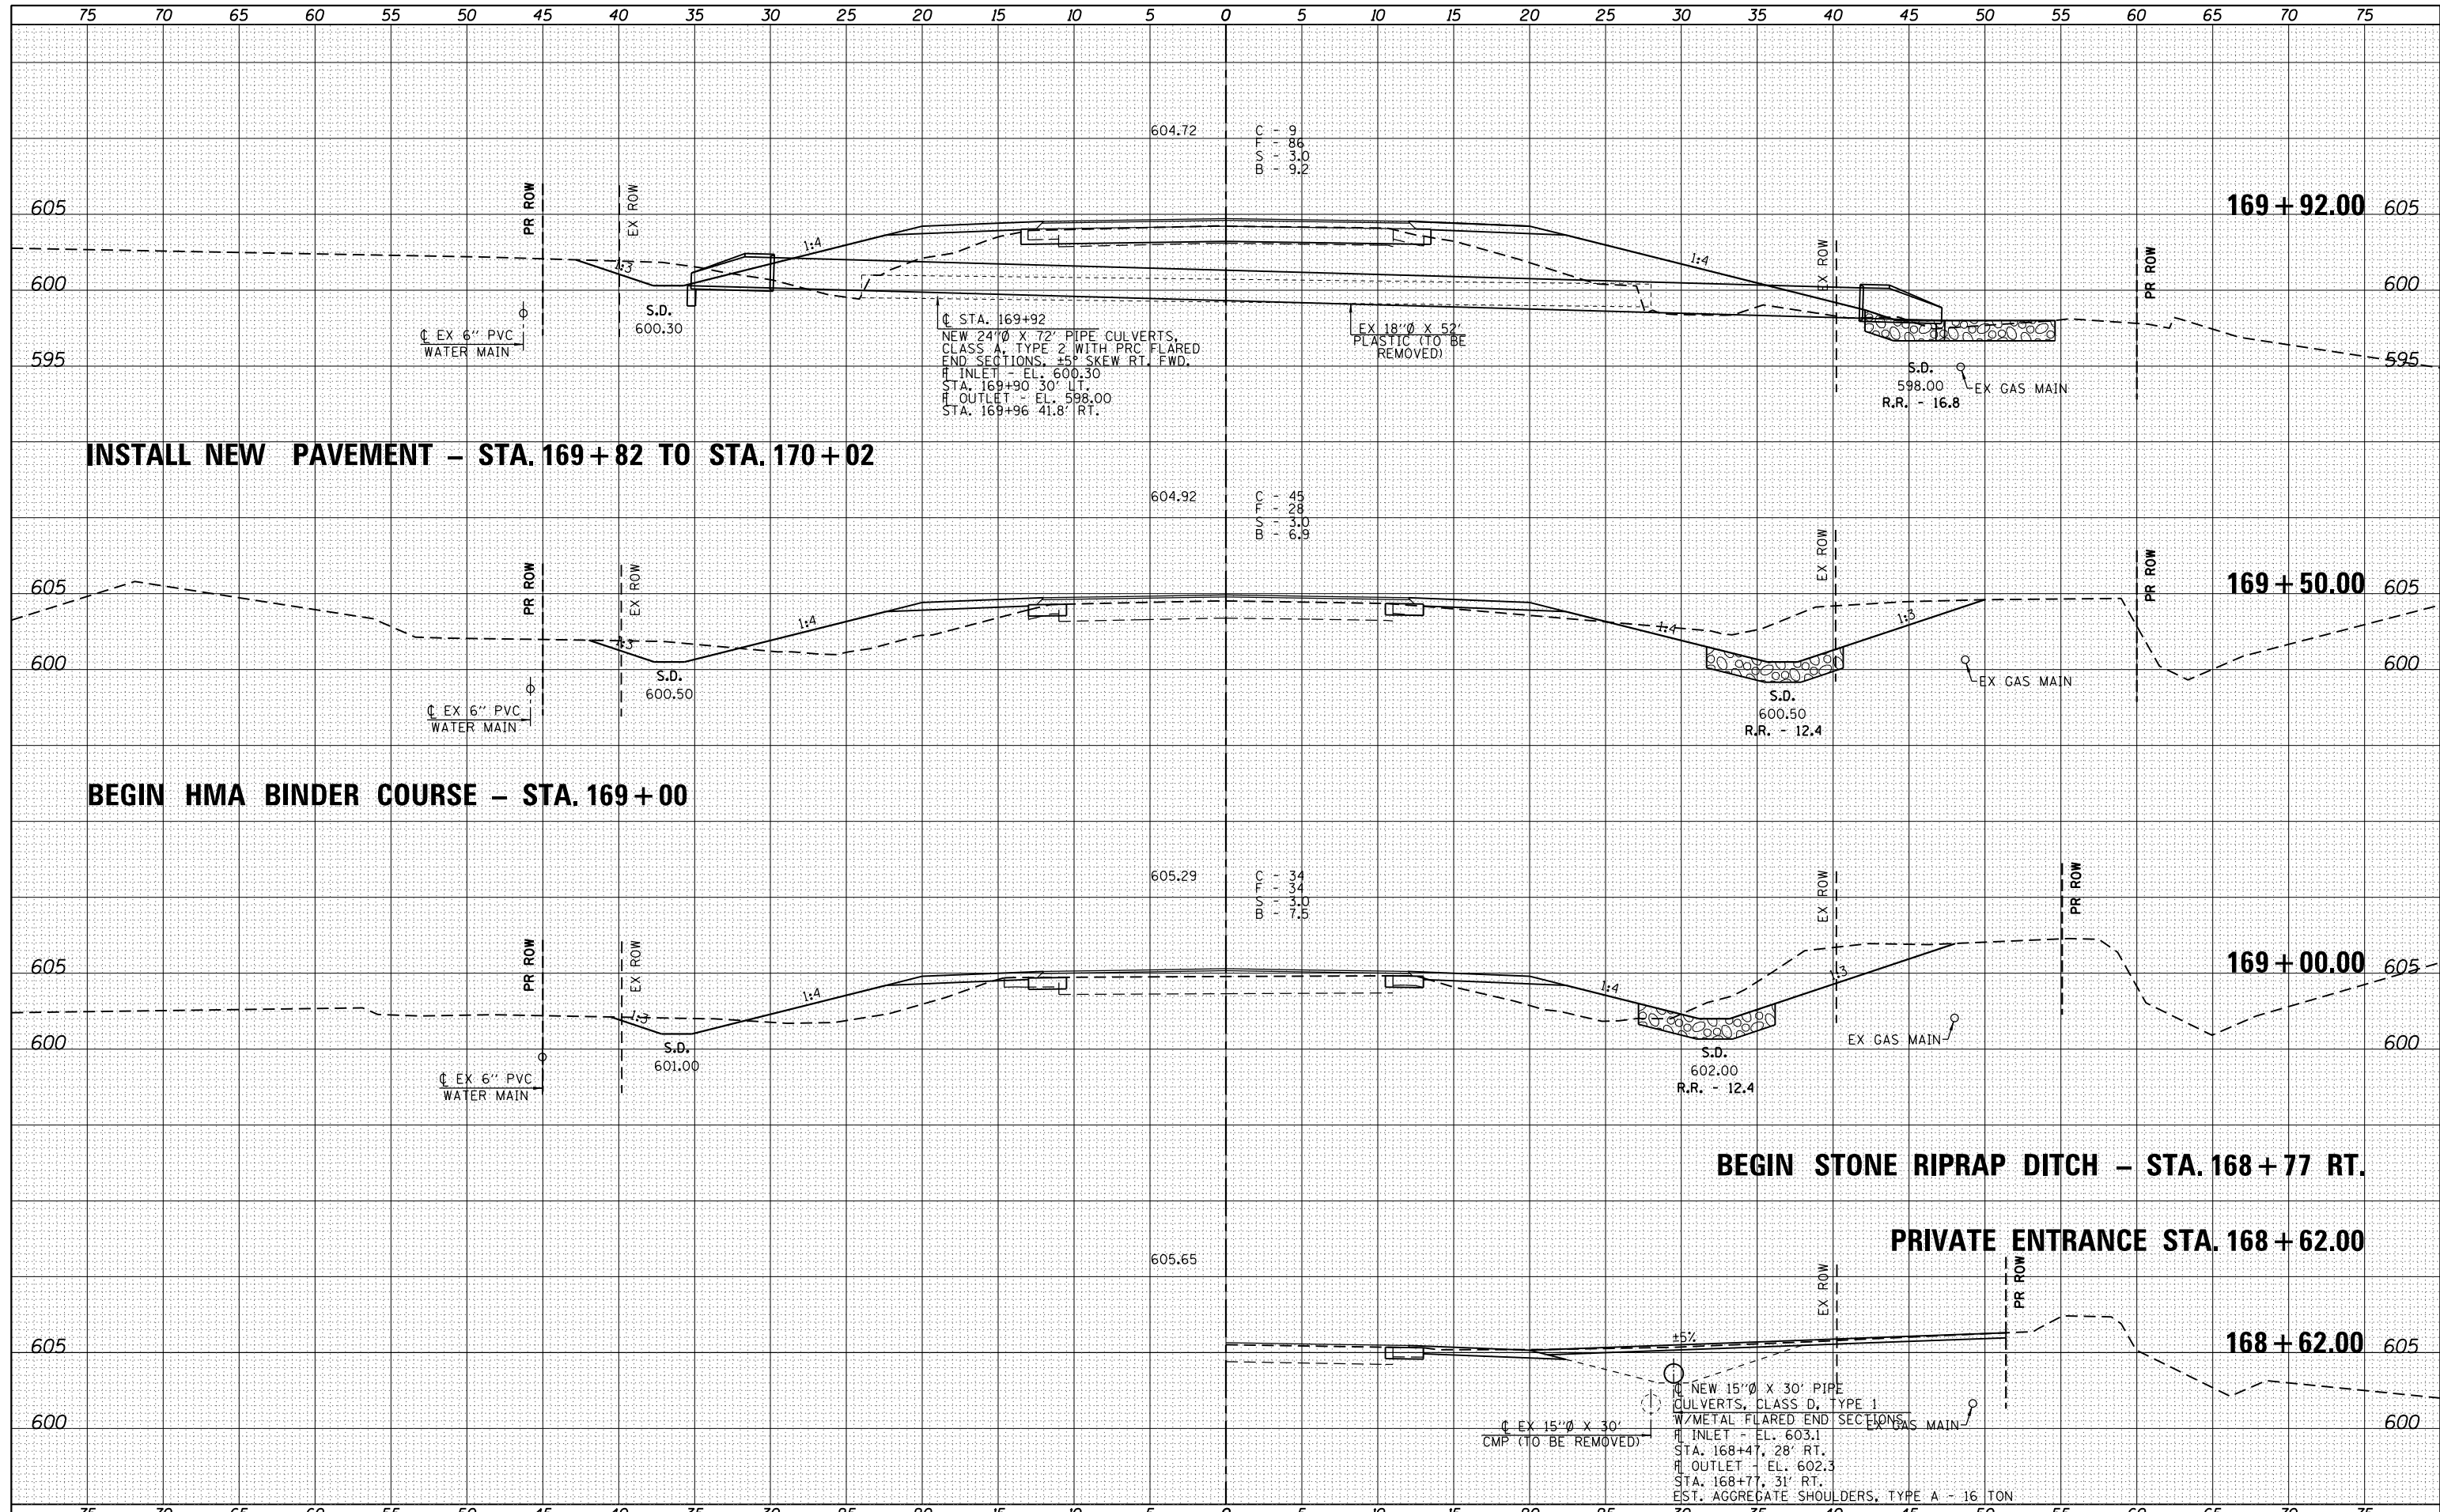 75 70 65 60 55 50 45 40 35 30 25 20 15 10 5 0 5 10 15 20 25 30 35 40 45 50 55 60 65 70 75
604.72
C - 9
F - 86
S - 3.0
B - 9.2
PR ROW
EX ROW
EX ROW
PR ROW
605
169+92.00 605
1:4
1:3
1:4
600
600
S.D.
600.30
℄ EX 6'' PVC
WATER MAIN
℄ STA. 169+92
NEW 24''Ø X 72' PIPE CULVERTS,
CLASS A, TYPE 2 WITH PRC FLARED
END SECTIONS. ±5° SKEW RT. FWD.
FL INLET - EL. 600.30
STA. 169+90 30' LT.
FL OUTLET - EL. 598.00
STA. 169+96 41.8' RT.
EX 18''Ø X 52'
PLASTIC (TO BE
REMOVED)
595
595
S.D.
598.00
R.R. - 16.8
EX GAS MAIN
INSTALL NEW PAVEMENT – STA. 169+82 TO STA. 170+02
604.92
C - 45
F - 28
S - 3.0
B - 6.9
PR ROW
EX ROW
EX ROW
PR ROW
605
169+50.00 605
1:4
1:3
1:4
1:3
600
600
S.D.
600.50
℄ EX 6'' PVC
WATER MAIN
S.D.
600.50
R.R. - 12.4
EX GAS MAIN
BEGIN HMA BINDER COURSE – STA. 169+00
605.29
C - 34
F - 34
S - 3.0
B - 7.5
PR ROW
EX ROW
EX ROW
PR ROW
605
169+00.00 605
1:4
1:3
1:4
1:3
600
600
S.D.
601.00
℄ EX 6'' PVC
WATER MAIN
S.D.
602.00
R.R. - 12.4
EX GAS MAIN
BEGIN STONE RIPRAP DITCH – STA. 168+77 RT.
PRIVATE ENTRANCE STA. 168+62.00
605.65
EX ROW
PR ROW
605
±5%
168+62.00 605
600
600
℄ EX 15''Ø X 30'
CMP (TO BE REMOVED)
℄ NEW 15''Ø X 30' PIPE
CULVERTS, CLASS D, TYPE 1
W/METAL FLARED END SECTIONS
FL INLET - EL. 603.1
STA. 168+47, 28' RT.
FL OUTLET - EL. 602.3
STA. 168+77, 31' RT.
EST. AGGREGATE SHOULDERS, TYPE A - 16 TON
EX GAS MAIN